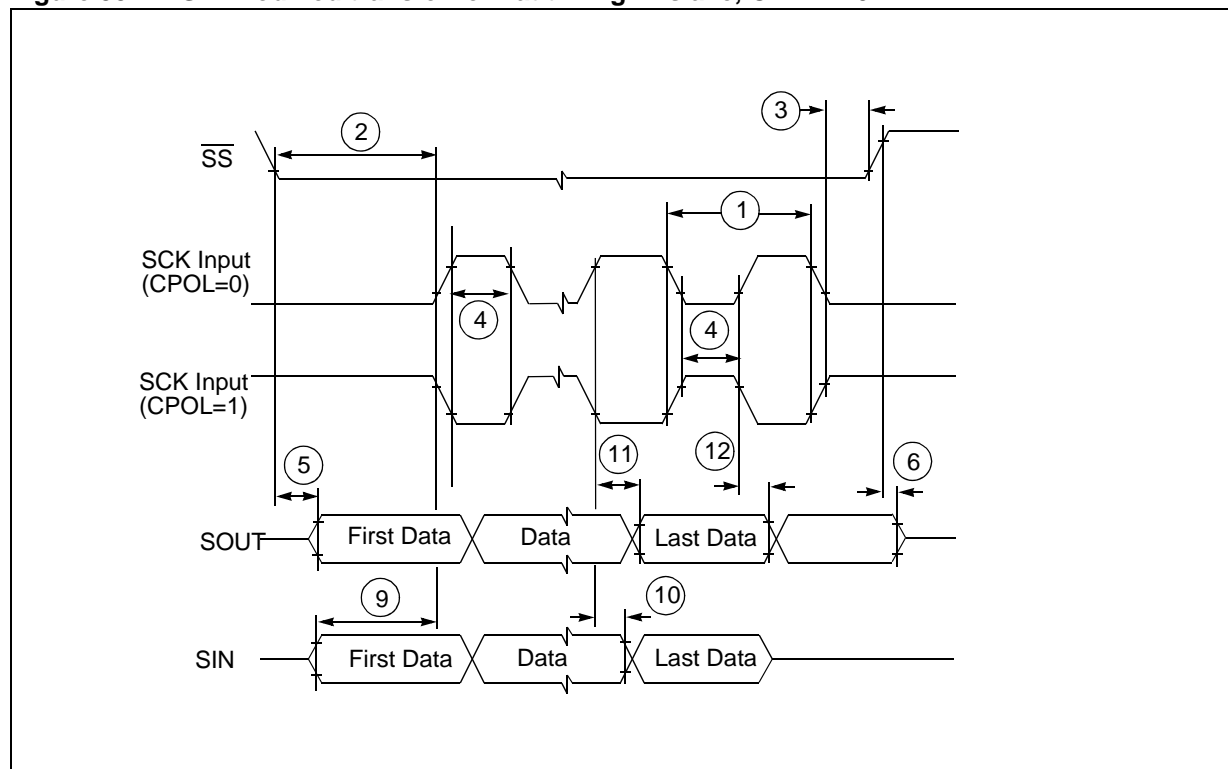 3
2
SS
1
SCK Input
(CPOL=0)
4
4
SCK Input
(CPOL=1)
5
11
12
6
SOUT
First Data
Data
Last Data
9
10
SIN
First Data
Data
Last Data